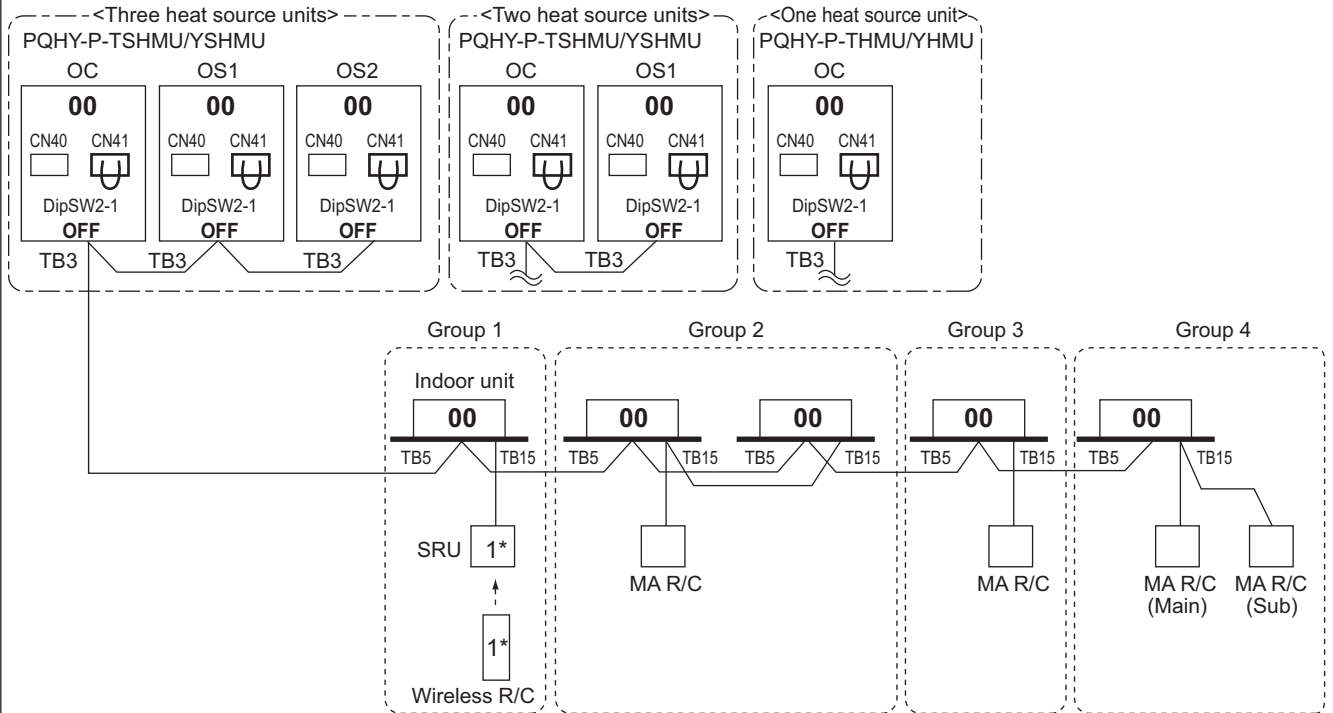 <Three heat source units>
PQHY-P-TSHMU/YSHMU
OC OS1 OS2
00 00 00
CN40 CN41 CN40 CN41 CN40 CN41
DipSW2-1 DipSW2-1 DipSW2-1
OFF OFF OFF
TB3 TB3 TB3
<Two heat source units>
PQHY-P-TSHMU/YSHMU
OC OS1
00 00
CN40 CN41 CN40 CN41
DipSW2-1 DipSW2-1
OFF OFF
TB3 TB3
<One heat source unit>
PQHY-P-THMU/YHMU
OC
00
CN40 CN41
DipSW2-1
OFF
TB3
Group 1 Group 2 Group 3 Group 4
Indoor unit
00 00 00 00 00
TB5 TB15 TB5 TB15 TB5 TB15 TB5 TB15 TB5 TB15
SRU 1*
MA R/C MA R/C MA R/C (Main) MA R/C (Sub)
1*
Wireless R/C